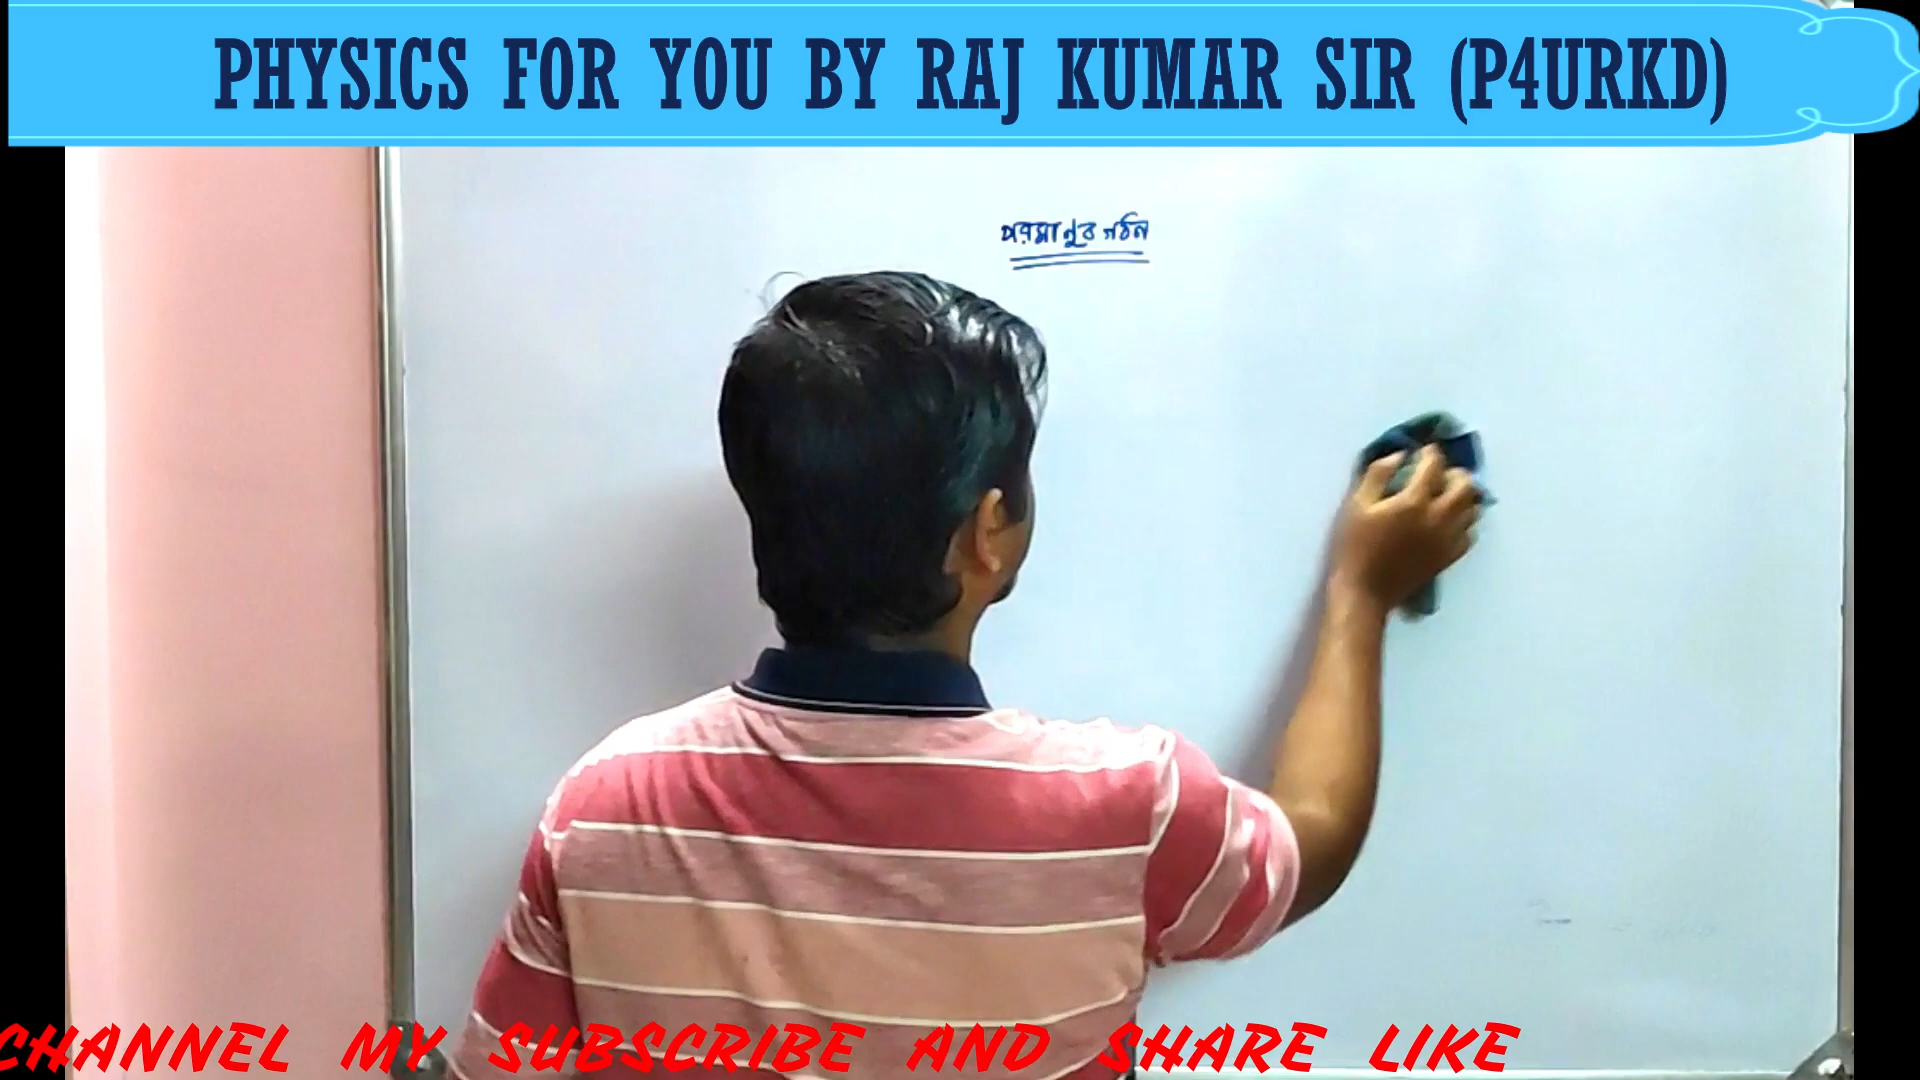 PHYSICS FOR YOU BY RAJ KUMAR SIR (P4URKD)
পরমাণুর গঠন
CHANNEL MY SUBSCRIBE AND SHARE LIKE